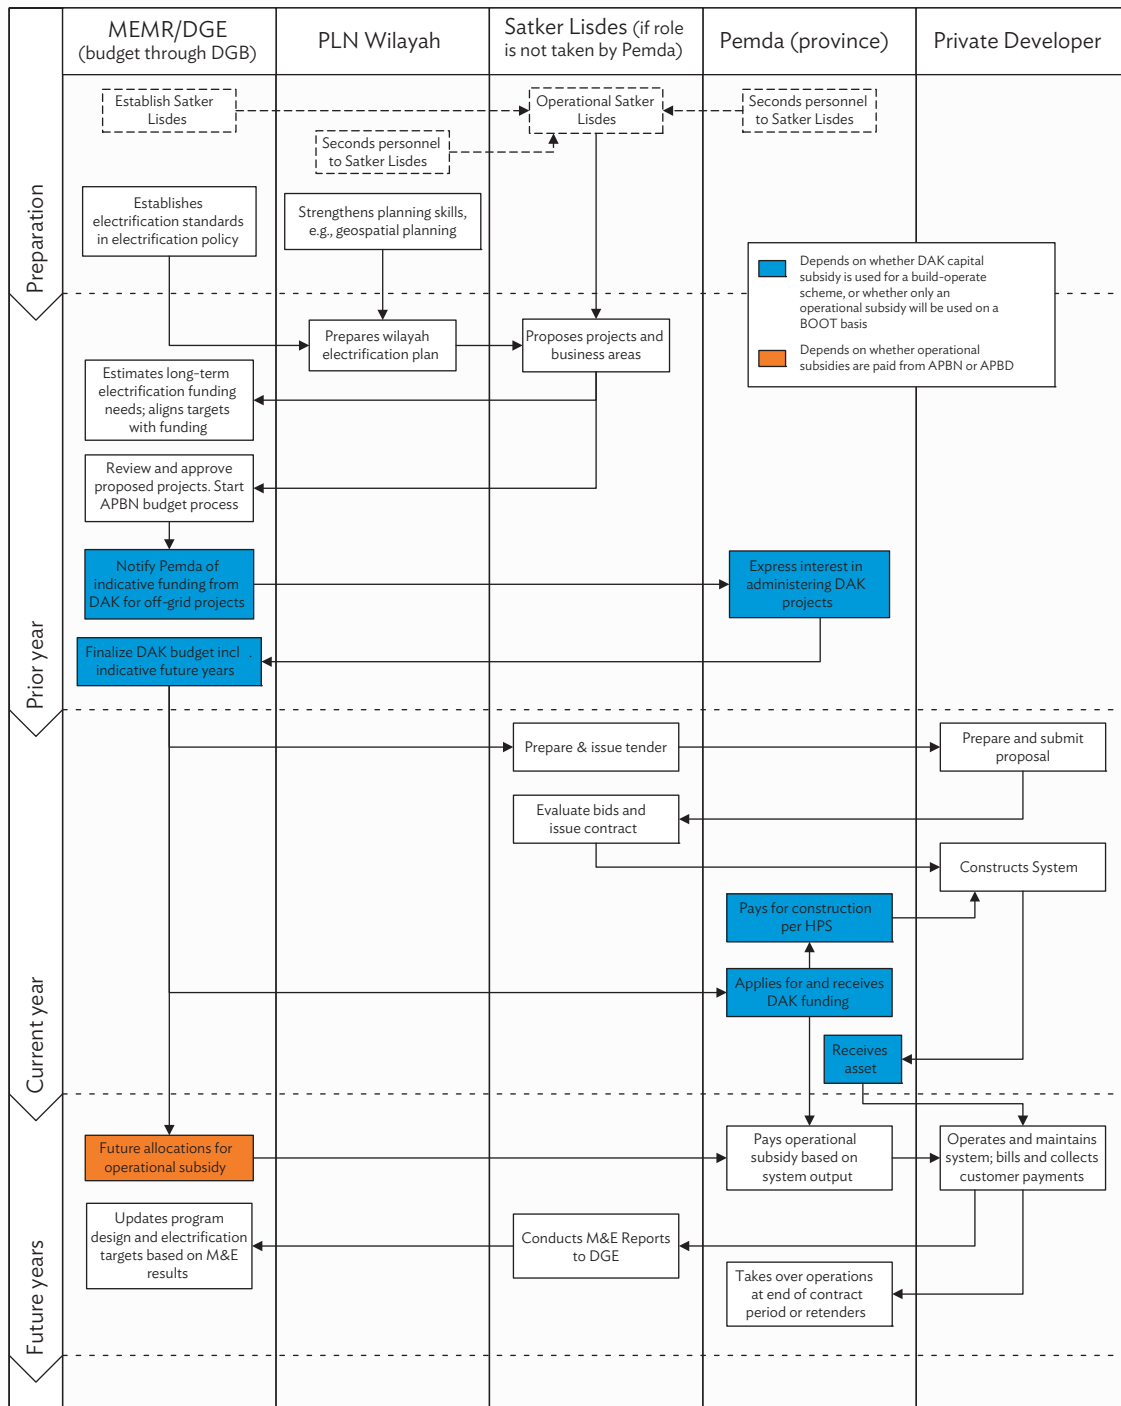 MEMR/DGE
(budget through DGB)
PLN Wilayah
Satker Lisdes (if role
is not taken by Pemda)
Pemda (province)
Private Developer
Preparation
Establish Satker
Lisdes
Operational Satker
Lisdes
Seconds personnel
to Satker Lisdes
Seconds personnel
to Satker Lisdes
Establishes
electrification standards
in electrification policy
Strengthens planning skills,
e.g., geospatial planning
Depends on whether DAK capital
subsidy is used for a build-operate
scheme, or whether only an
operational subsidy will be used on a
BOOT basis
Depends on whether operational
subsidies are paid from APBN or APBD
Prior year
Prepares wilayah
electrification plan
Proposes projects and
business areas
Estimates long-term
electrification funding
needs; aligns targets
with funding
Review and approve
proposed projects. Start
APBN budget process
Notify Pemda of
indicative funding from
DAK for off-grid projects
Express interest in
administering DAK
projects
Finalize DAK budget incl .
indicative future years
Current year
Prepare & issue tender
Prepare and submit
proposal
Evaluate bids and
issue contract
Constructs System
Pays for construction
per HPS
Applies for and receives
DAK funding
Receives
asset
Future years
Future allocations for
operational subsidy
Pays operational
subsidy based on
system output
Operates and maintains
system; bills and collects
customer payments
Updates program
design and electrification
targets based on M&E
results
Conducts M&E Reports
to DGE
Takes over operations
at end of contract
period or retenders